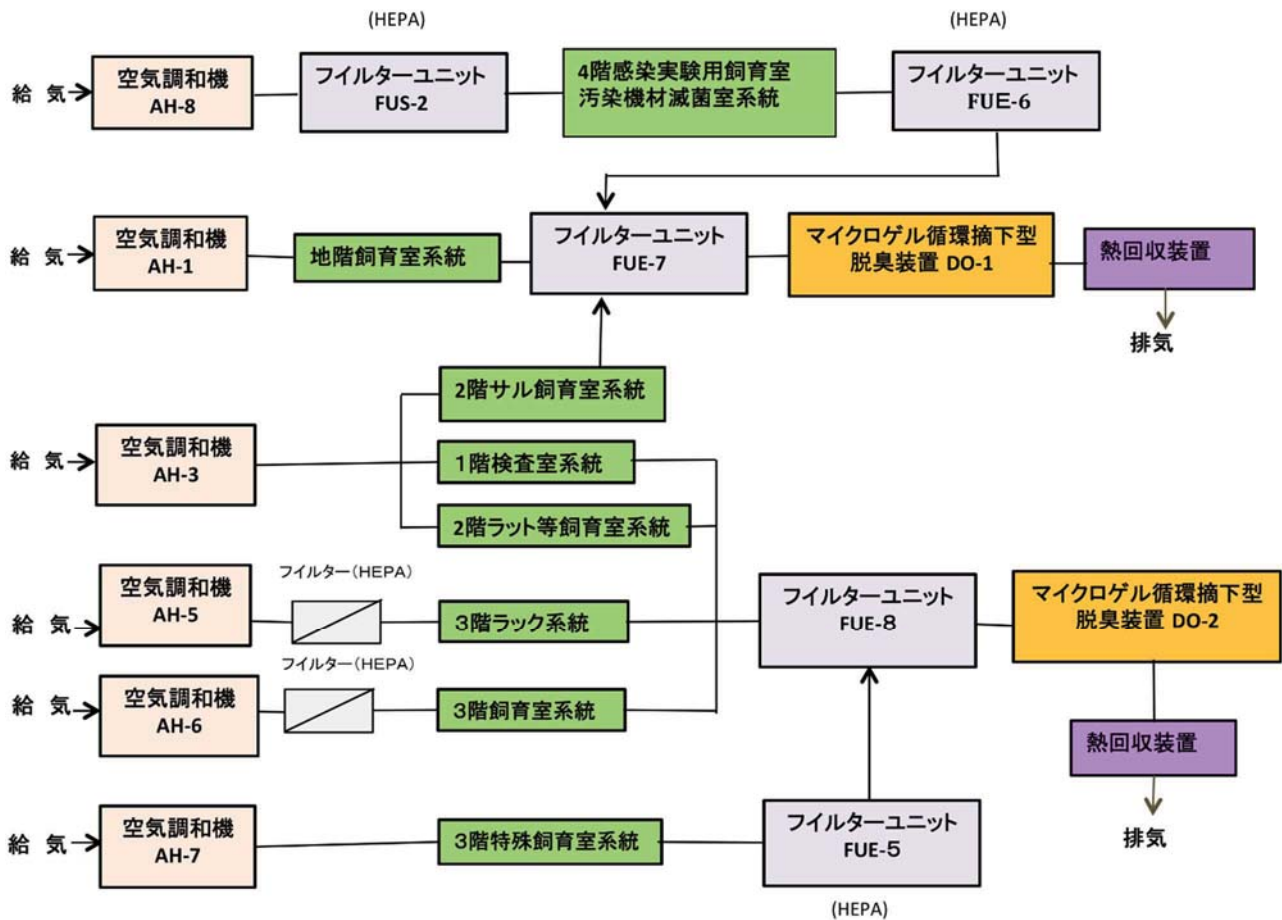 (HEPA)
(HEPA)
給 気
空気調和機
AH-8
フイルターユニット
FUS-2
4階感染実験用飼育室
汚染機材滅菌室系統
フイルターユニット
FUE-6
給 気
空気調和機
AH-1
地階飼育室系統
フイルターユニット
FUE-7
マイクロゲル循環摘下型
脱臭装置 DO-1
熱回収装置
排気
2階サル飼育室系統
給 気
空気調和機
AH-3
1階検査室系統
2階ラット等飼育室系統
給 気
空気調和機
AH-5
フイルター(HEPA)
3階ラック系統
フイルターユニット
FUE-8
マイクロゲル循環摘下型
脱臭装置 DO-2
給 気
空気調和機
AH-6
フイルター(HEPA)
3階飼育室系統
熱回収装置
排気
給 気
空気調和機
AH-7
3階特殊飼育室系統
フイルターユニット
FUE-5
(HEPA)